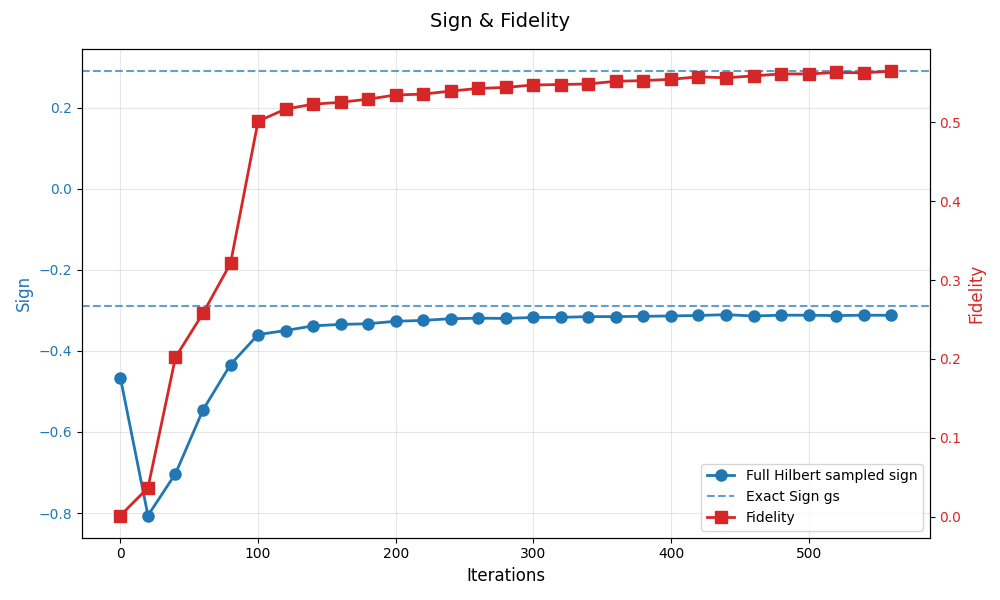 Sign & Fidelity
Sign
0.2
0.0
−0.2
−0.4
−0.6
−0.8
0.5
0.4
0.3
0.2
0.1
0.0
Fidelity
Full Hilbert sampled sign
Exact Sign gs
Fidelity
0 100 200 300 400 500
Iterations